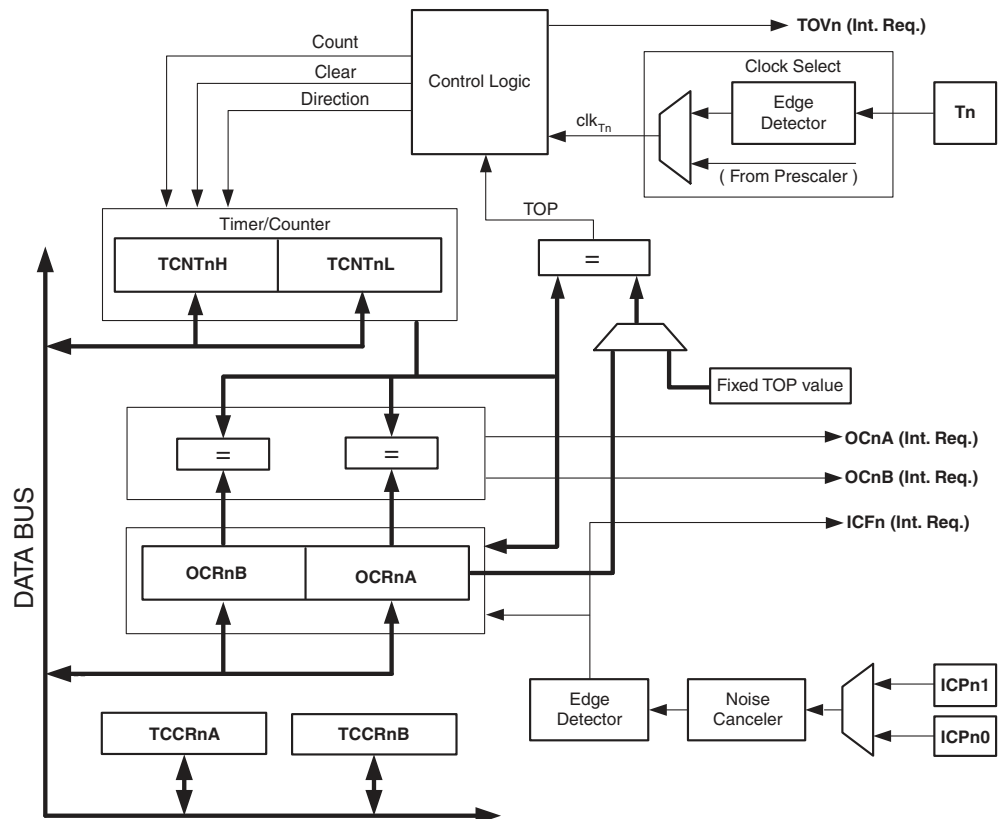 TOVn (Int. Req.)
Count
Clear
Direction
Control Logic
Clock Select
Edge
Detector
Tn
clkTn
( From Prescaler )
TOP
Timer/Counter
TCNTnH
TCNTnL
=
Fixed TOP value
=
=
OCnA (Int. Req.)
OCnB (Int. Req.)
ICFn (Int. Req.)
OCRnB
OCRnA
DATA BUS
Edge
Detector
Noise
Canceler
ICPn1
ICPn0
TCCRnA
TCCRnB